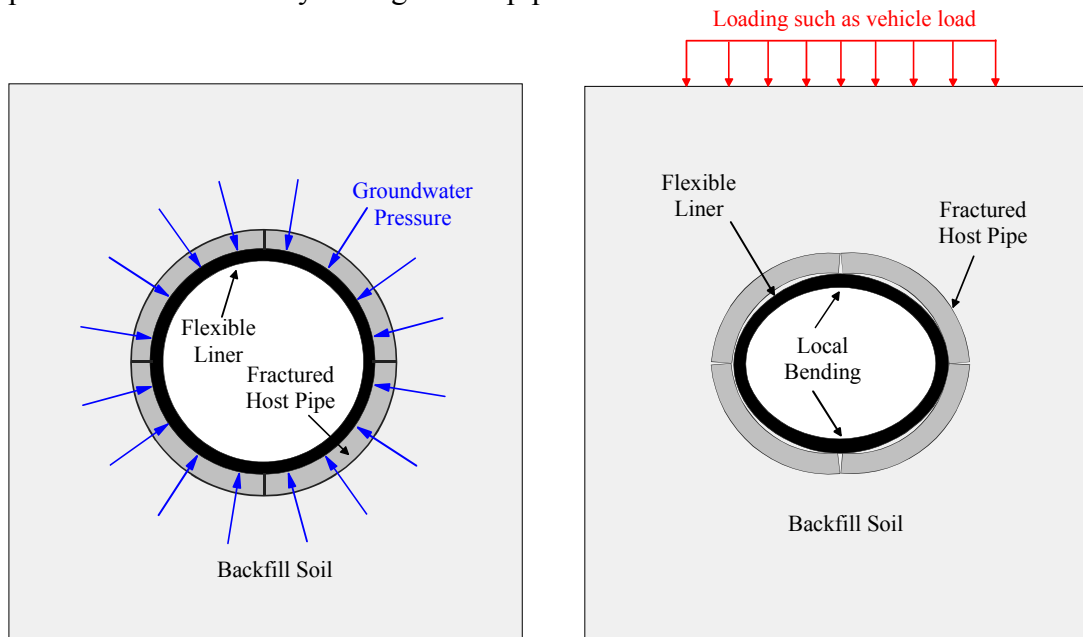 Loading such as vehicle load
Groundwater
Pressure
Flexible
Liner
Fractured
Host Pipe
Backfill Soil
Flexible
Liner
Fractured
Host Pipe
Local
Bending
Backfill Soil